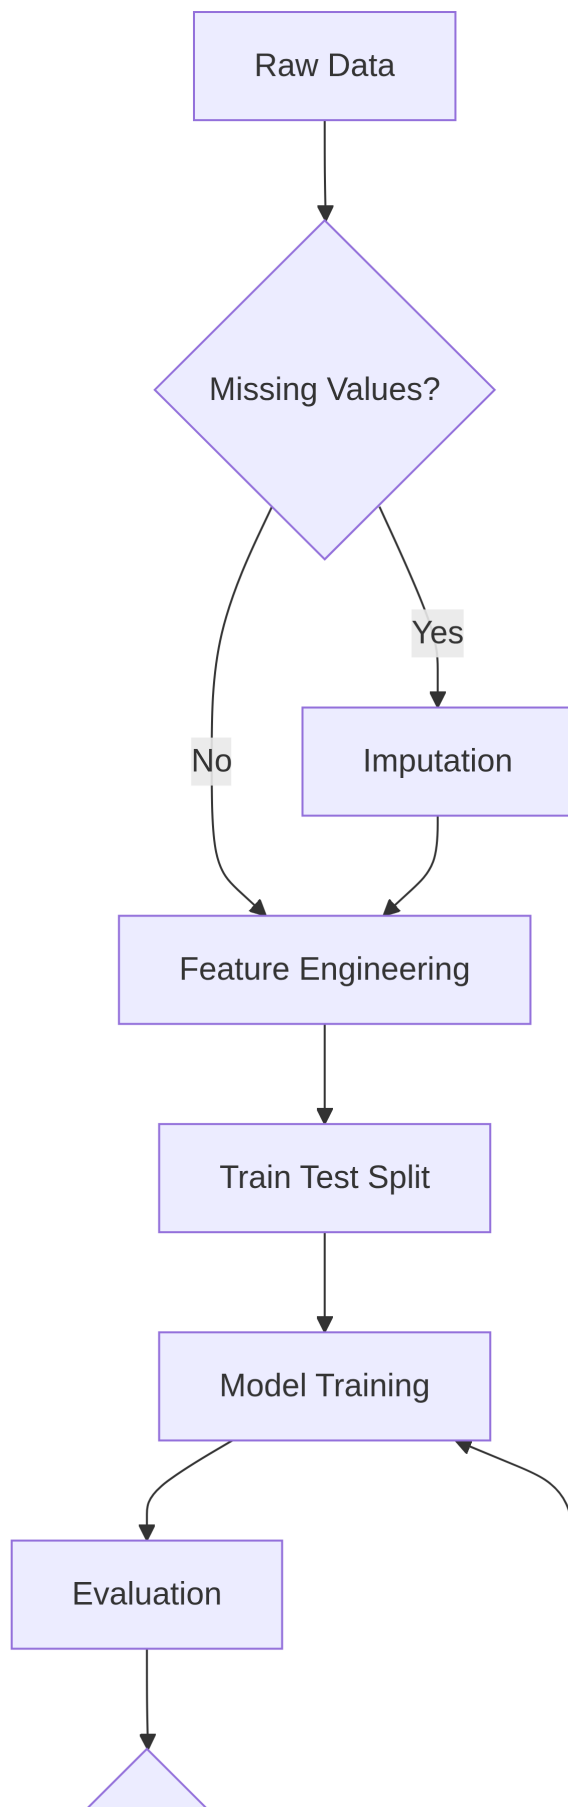 Raw Data
Missing Values?
Yes
No
Imputation
Feature Engineering
Train Test Split
Model Training
Evaluation